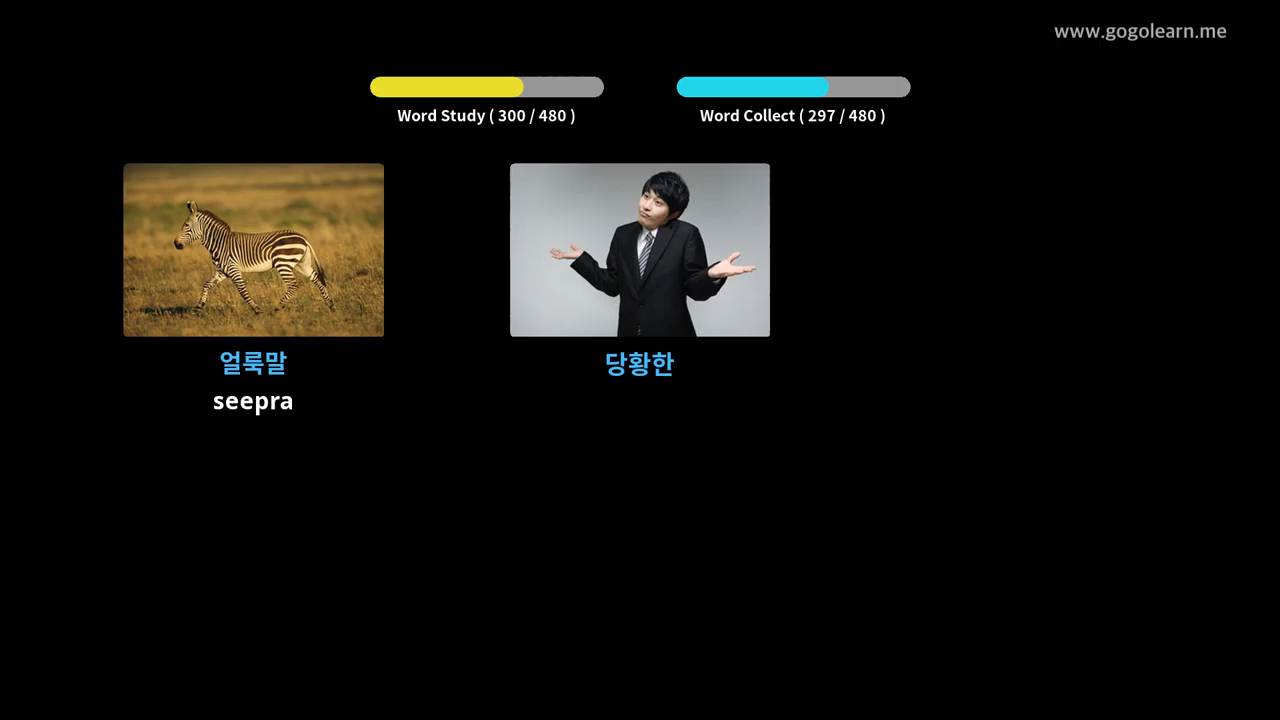 www.gogolearn.me
Word Study ( 300 / 480 )
Word Collect ( 297 / 480 )
얼룩말
seepra
당황한